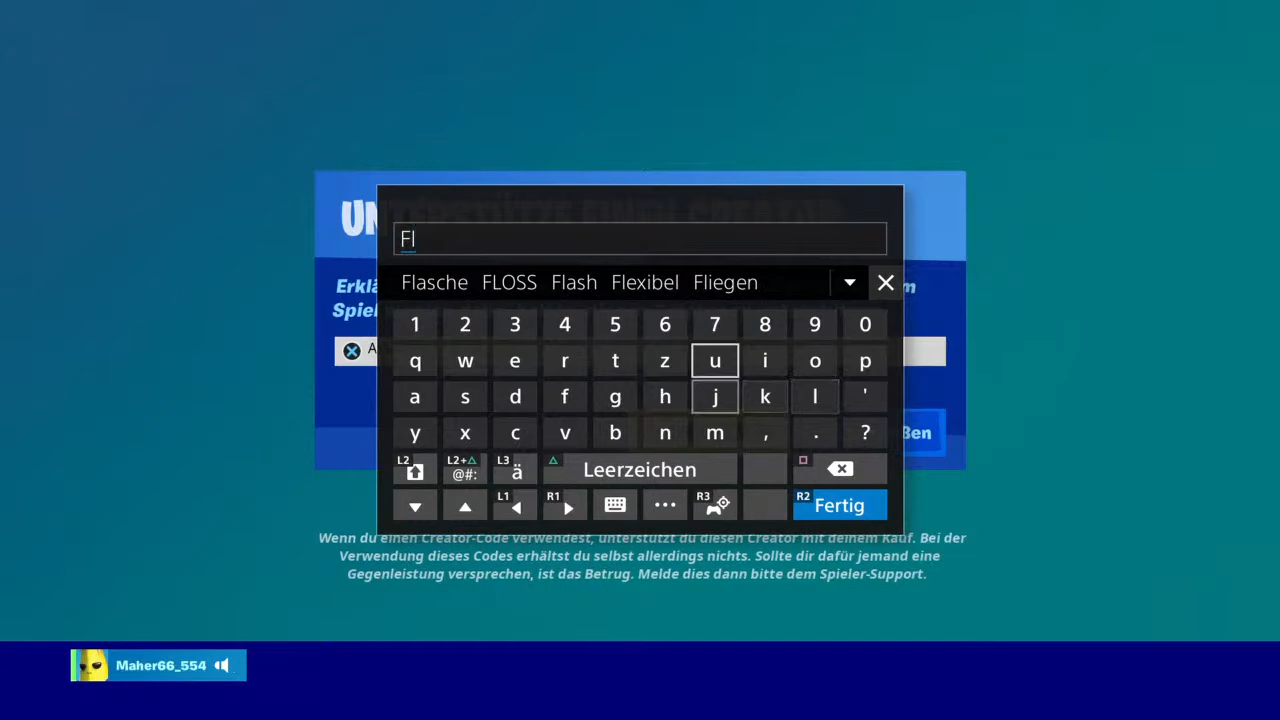 UN
Fl
Erklä
m
Spiel
A
Flasche FLOSS Flash Flexibel Fliegen
1 2 3 4 5 6 7 8 9 0
q w e r t z u i o p
a s d f g h j k l '
y x c v b n m , . ?
ßen
L2 L2+△ @#: L3 ä △ Leerzeichen
L1 R1 ... R3 R2 Fertig
Wenn du einen Creator-Code verwendest, unterstützt du diesen Creator mit deinem Kauf. Bei der
Verwendung dieses Codes erhältst du selbst allerdings nichts. Sollte dir dafür jemand eine
Gegenleistung versprechen, ist das Betrug. Melde dies dann bitte dem Spieler-Support.
Maher66_554